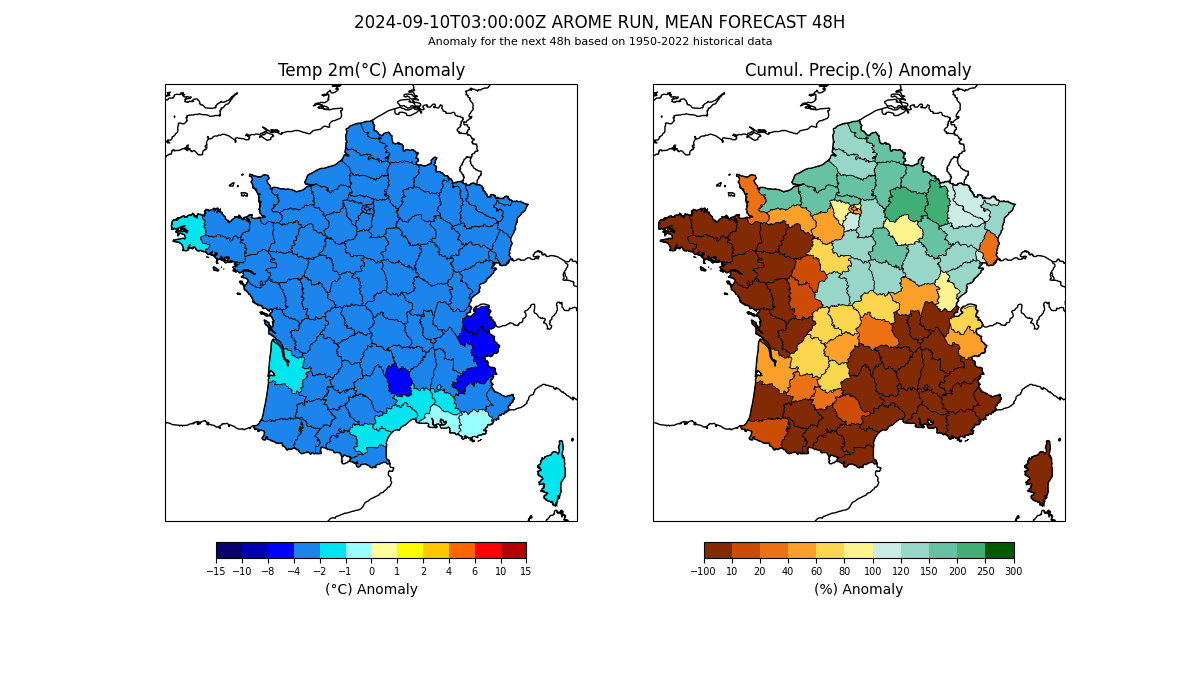 2024-09-10T03:00:00Z AROME RUN, MEAN FORECAST 48H
Anomaly for the next 48h based on 1950-2022 historical data
Temp 2m(°C) Anomaly
Cumul. Precip.(%) Anomaly
−15 −10 −8 −4 −2 −1 0 1 2 4 6 10 15
(°C) Anomaly
−100 10 20 40 60 80 100 120 150 200 250 300
(%) Anomaly